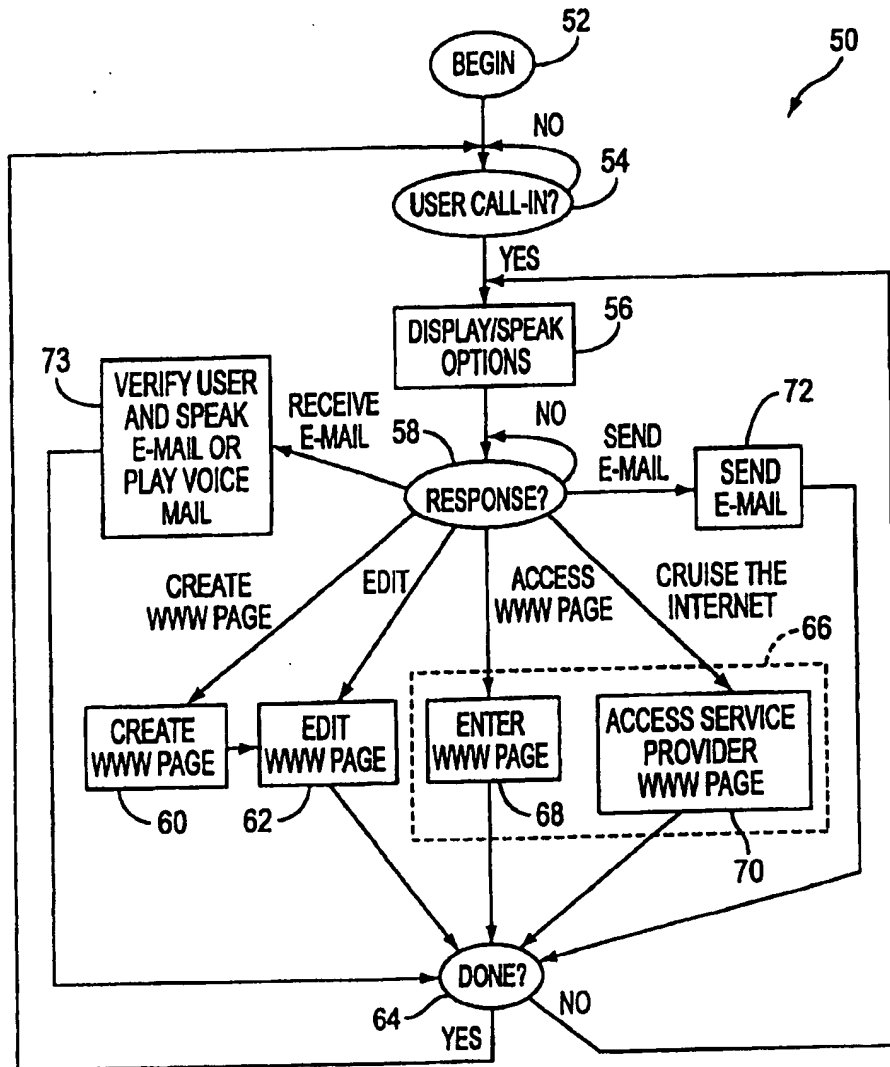 52
BEGIN
50
NO
54
USER CALL-IN?
YES
56
DISPLAY/SPEAK
OPTIONS
73
VERIFY USER
AND SPEAK
E-MAIL OR
PLAY VOICE
MAIL
RECEIVE
E-MAIL
58
NO
RESPONSE?
SEND
E-MAIL
72
SEND
E-MAIL
CREATE
WWW PAGE
EDIT
ACCESS
WWW PAGE
CRUISE THE
INTERNET
66
CREATE
WWW PAGE
60
EDIT
WWW PAGE
62
ENTER
WWW PAGE
68
ACCESS SERVICE
PROVIDER
WWW PAGE
70
DONE?
64
YES
NO